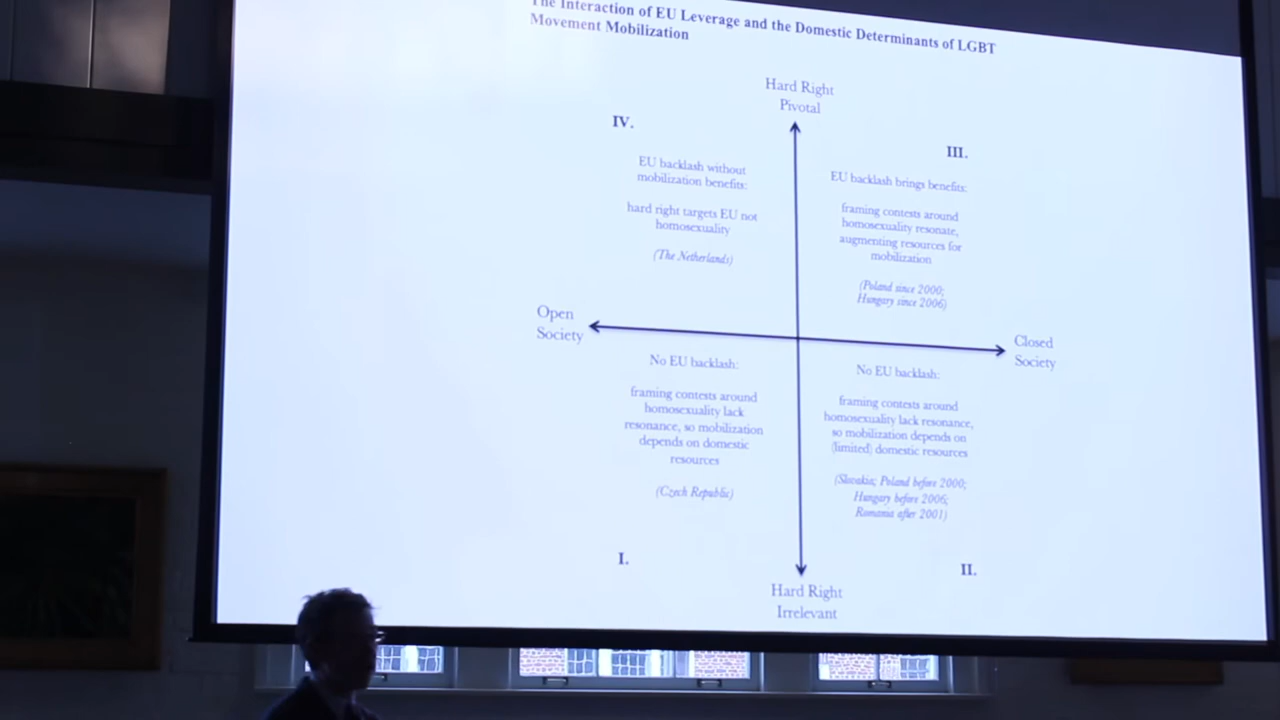 The Interaction of EU Leverage and the Domestic Determinants of LGBT
Movement Mobilization
Hard Right
Pivotal
IV.
EU backlash without
mobilization benefits:
hard right targets EU not
homosexuality
(The Netherlands)
III.
EU backlash brings benefits:
framing contests around
homosexuality resonate,
augmenting resources for
mobilization
(Poland since 2000;
Hungary since 2006)
Open
Society
Closed
Society
No EU backlash:
framing contests around
homosexuality lack
resonance, so mobilization
depends on domestic
resources
(Czech Republic)
I.
No EU backlash:
framing contests around
homosexuality lack resonance,
so mobilization depends on
(limited) domestic resources
(Slovakia; Poland before 2000;
Hungary before 2006;
Romania after 2001)
II.
Hard Right
Irrelevant